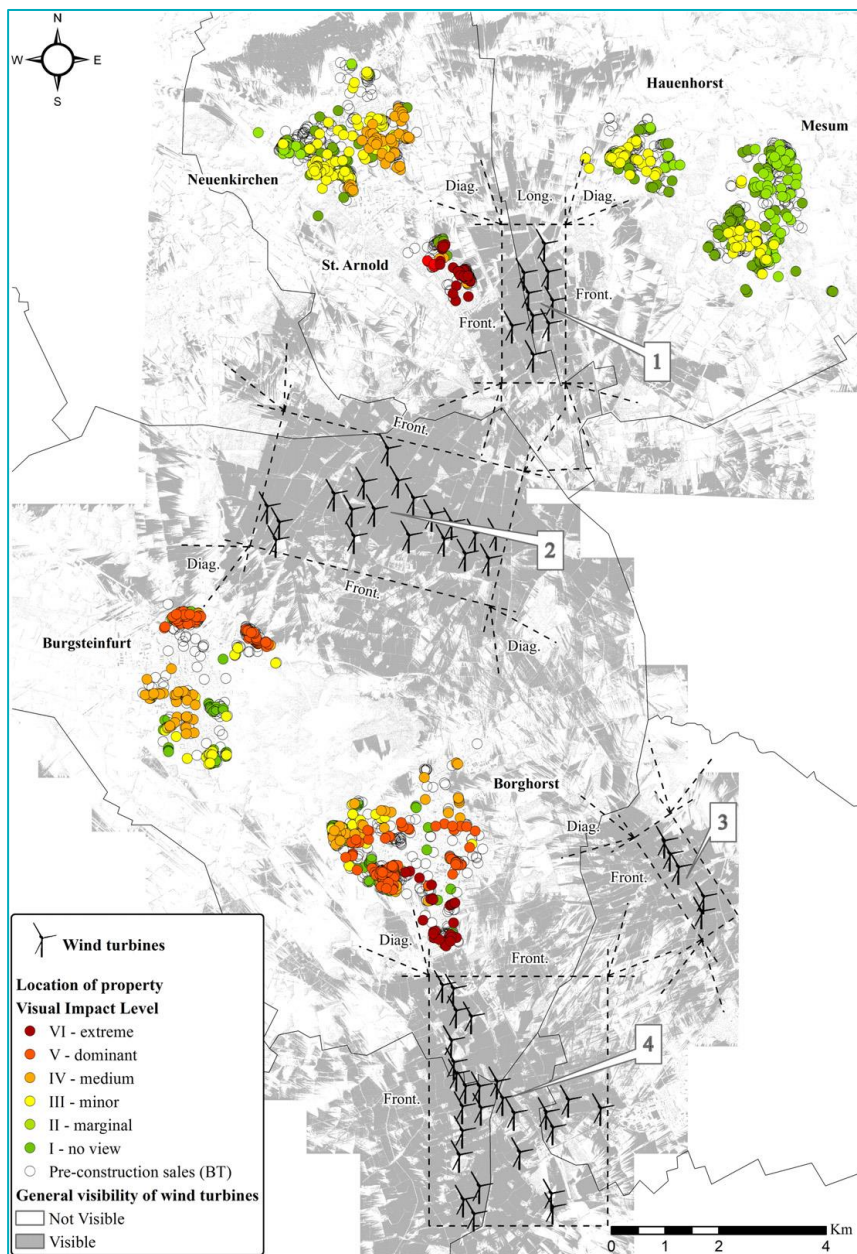 N
W E
S
Hauenhorst
Mesum
Neuenkirchen
Diag.
Long.
Diag.
St. Arnold
Front.
Front.
1
Front.
2
Diag.
Front.
Burgsteinfurt
Diag.
Borghorst
3
Diag.
Front.
Diag.
Front.
4
Front.
Wind turbines
Location of property
Visual Impact Level
VI - extreme
V - dominant
IV - medium
III - minor
II - marginal
I - no view
Pre-construction sales (BT)
General visibility of wind turbines
Not Visible
Visible
Km
0 1 2 4